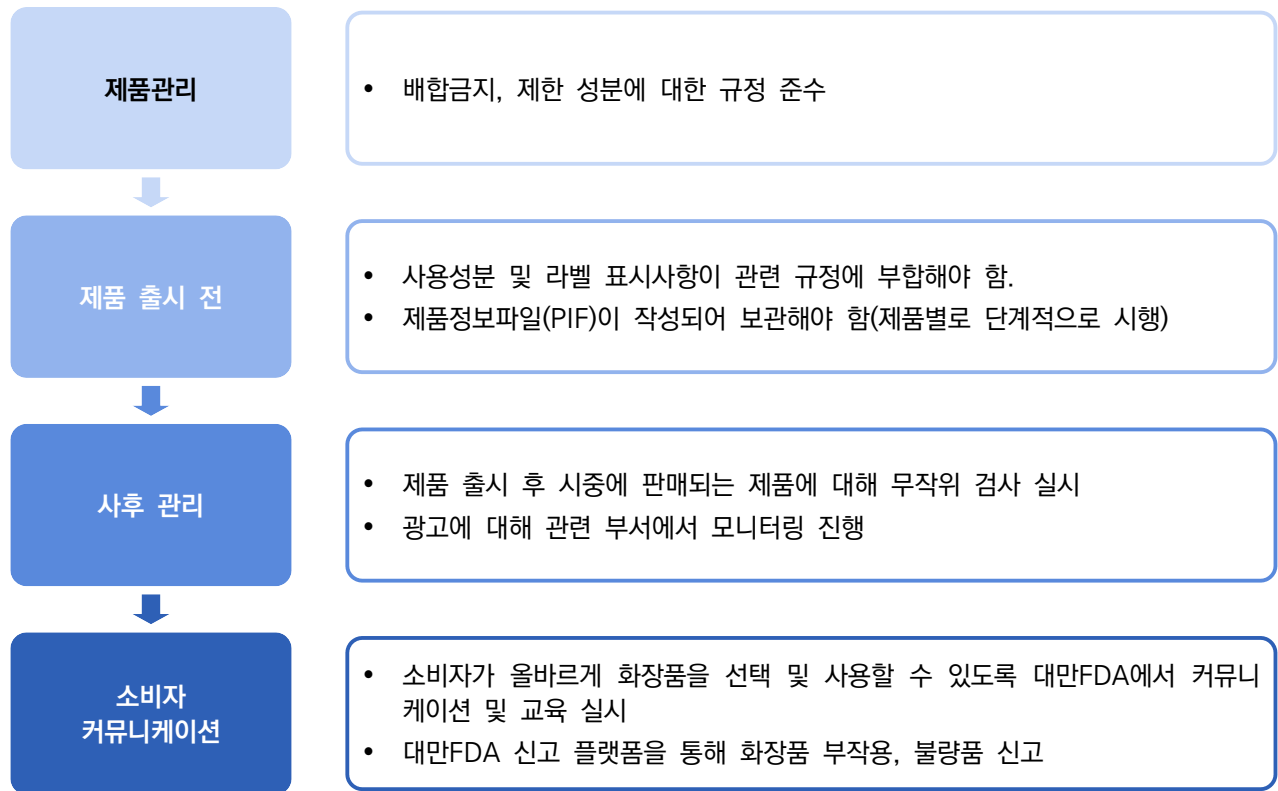 제품관리
• 배합금지, 제한 성분에 대한 규정 준수
제품 출시 전
• 사용성분 및 라벨 표시사항이 관련 규정에 부합해야 함.
• 제품정보파일(PIF)이 작성되어 보관해야 함(제품별로 단계적으로 시행)
사후 관리
• 제품 출시 후 시중에 판매되는 제품에 대해 무작위 검사 실시
• 광고에 대해 관련 부서에서 모니터링 진행
소비자
커뮤니케이션
• 소비자가 올바르게 화장품을 선택 및 사용할 수 있도록 대만FDA에서 커뮤니
케이션 및 교육 실시
• 대만FDA 신고 플랫폼을 통해 화장품 부작용, 불량품 신고